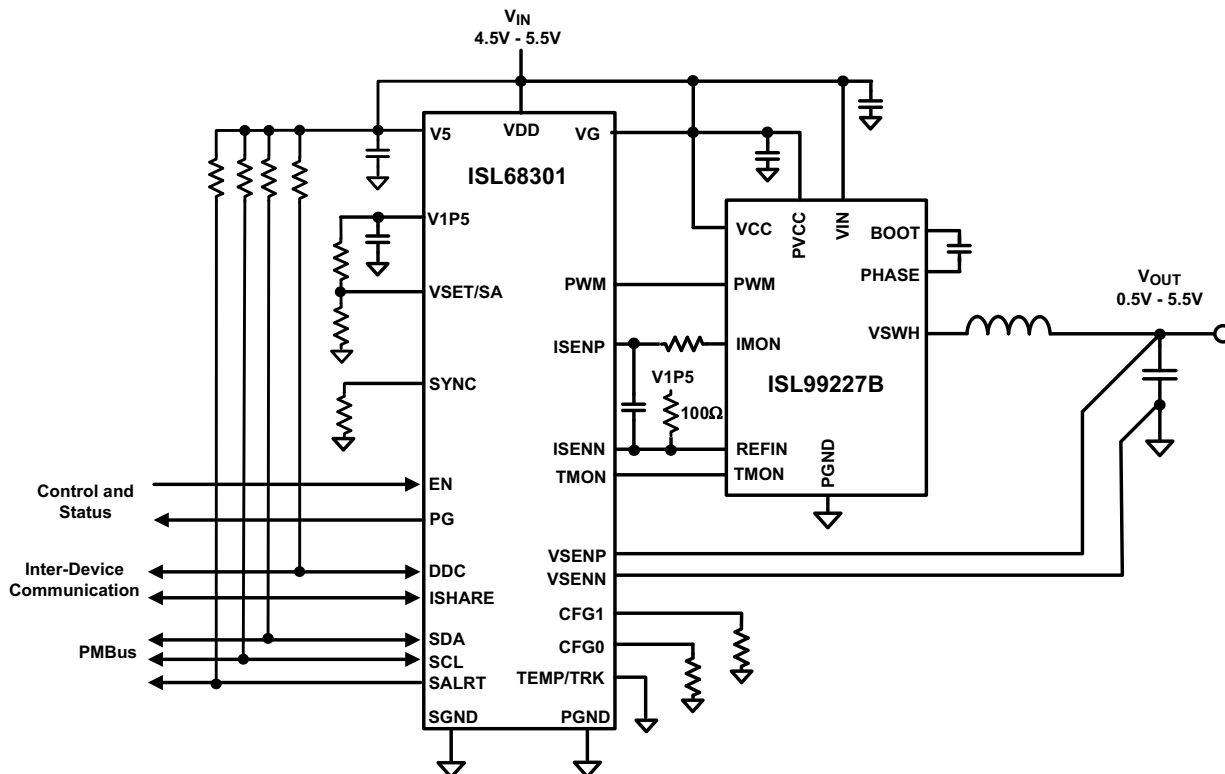 VIN
4.5V - 5.5V
V5
VDD
VG
ISL68301
V1P5
VSET/SA
SYNC
EN
PG
DDC
ISHARE
SDA
SCL
SALRT
SGND
PGND
PWM
ISENP
ISENN
TMON
VSENP
VSENN
CFG1
CFG0
TEMP/TRK
Control and
Status
Inter-Device
Communication
PMBus
V1P5
100Ω
VCC
PVCC
VIN
BOOT
PHASE
PWM
VSWH
IMON
ISL99227B
REFIN
TMON
PGND
VOUT
0.5V - 5.5V